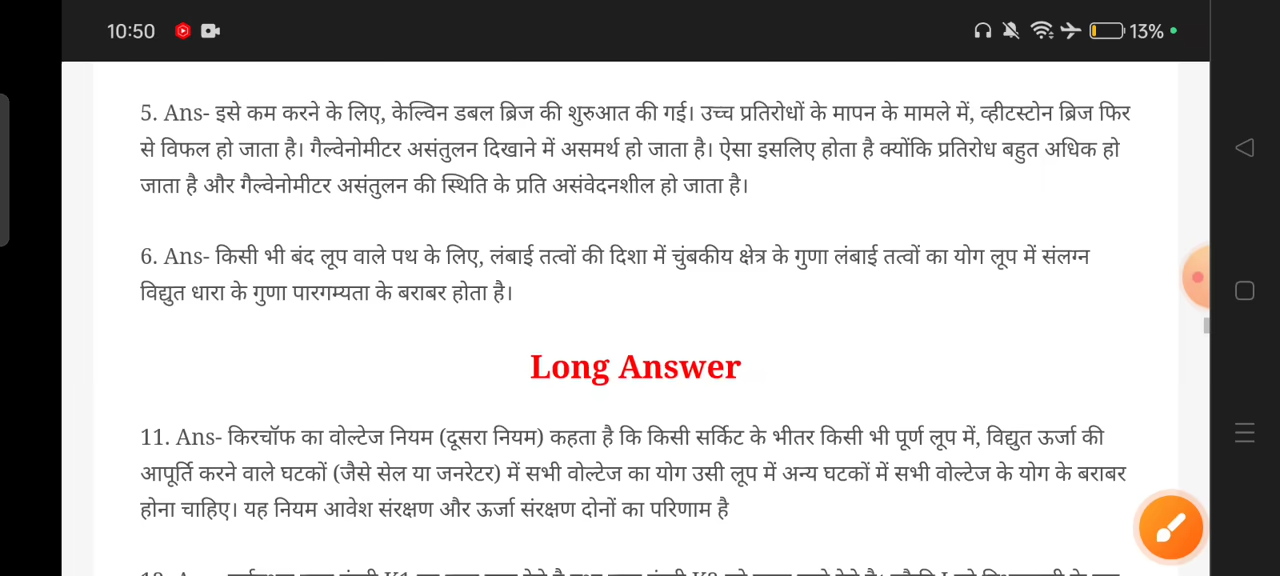 10:50
13%
5. Ans- इसे कम करने के लिए, केल्विन डबल ब्रिज की शुरुआत की गई। उच्च प्रतिरोधों के मापन के मामले में, व्हीटस्टोन ब्रिज फिर
से विफल हो जाता है। गैल्वेनोमीटर असंतुलन दिखाने में असमर्थ हो जाता है। ऐसा इसलिए होता है क्योंकि प्रतिरोध बहुत अधिक हो
जाता है और गैल्वेनोमीटर असंतुलन की स्थिति के प्रति असंवेदनशील हो जाता है।
6. Ans- किसी भी बंद लूप वाले पथ के लिए, लंबाई तत्वों की दिशा में चुंबकीय क्षेत्र के गुणा लंबाई तत्वों का योग लूप में संलग्न
विद्युत धारा के गुणा पारगम्यता के बराबर होता है।
Long Answer
11. Ans- किरचॉफ का वोल्टेज नियम (दूसरा नियम) कहता है कि किसी सर्किट के भीतर किसी भी पूर्ण लूप में, विद्युत ऊर्जा की
आपूर्ति करने वाले घटकों (जैसे सेल या जनरेटर) में सभी वोल्टेज का योग उसी लूप में अन्य घटकों में सभी वोल्टेज के योग के बराबर
होना चाहिए। यह नियम आवेश संरक्षण और ऊर्जा संरक्षण दोनों का परिणाम है